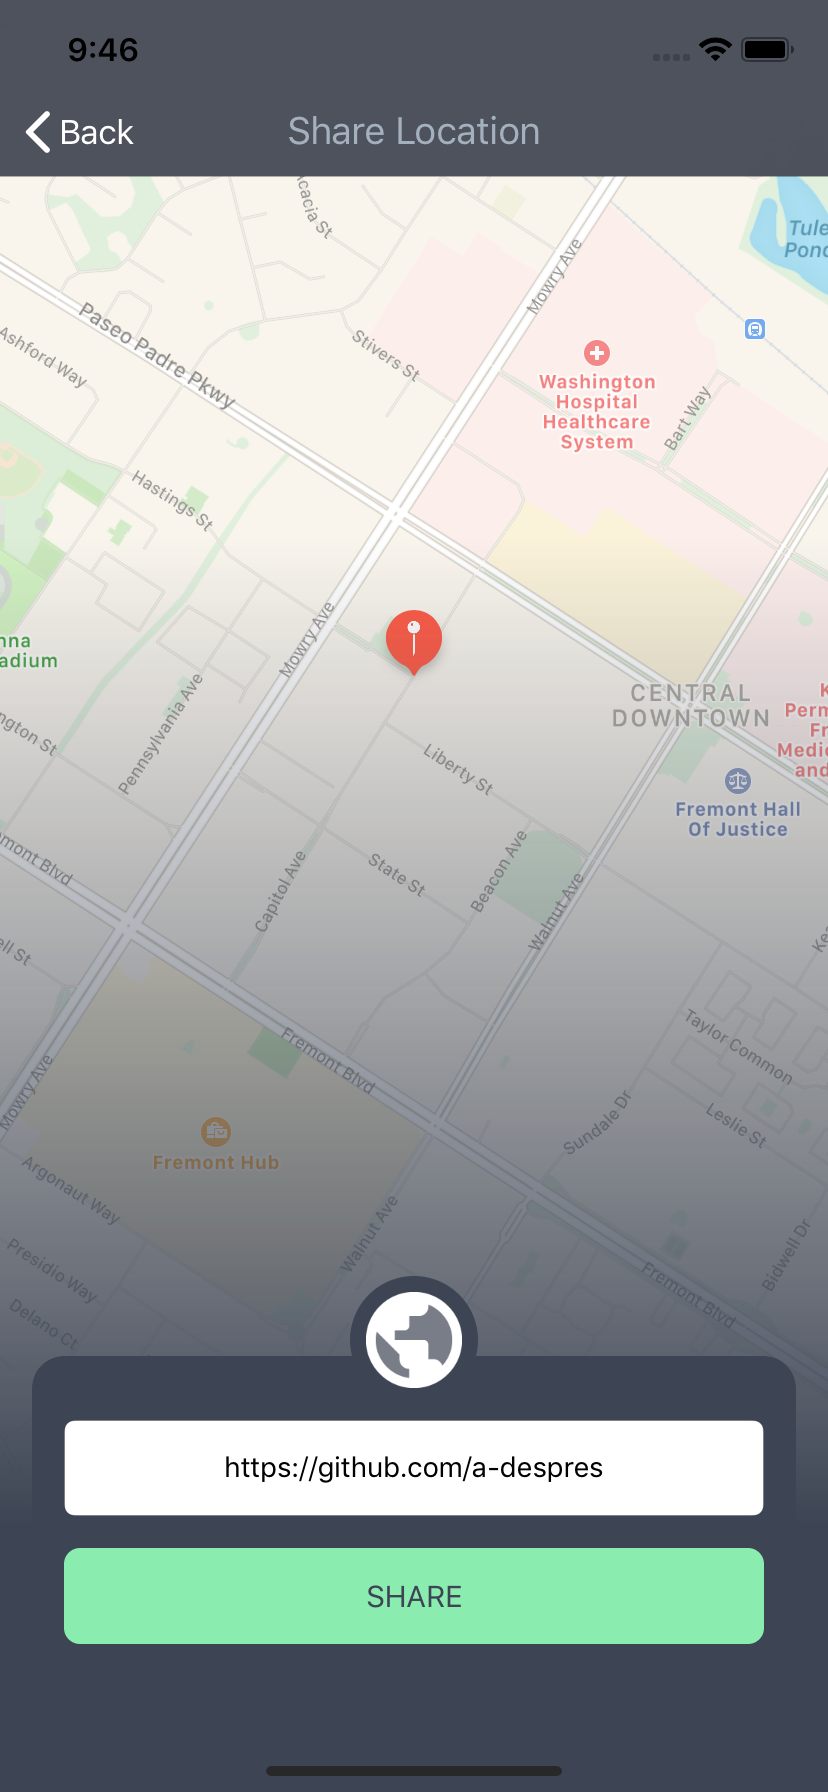 9:46
Back
Share Location
Acacia St
Mowry Ave
Tule
Pond
Paseo Padre Pkwy
Ashford Way
Stivers St
Washington
Hospital
Healthcare
System
Bart Way
Hastings St
Mowry Ave
nna
adium
CENTRAL
DOWNTOWN
K
Perm
Fr
Medic
and
Pennsylvania Ave
ngton St
Liberty St
Fremont Hall
Of Justice
mont Blvd
Capitol Ave
State St
Beacon Ave
Walnut Ave
ell St
Ke
Taylor Common
Fremont Blvd
Mowry Ave
Fremont Hub
Sundale Dr
Leslie St
Argonaut Way
Walnut Ave
Presidio Way
Bidwell Dr
Fremont Blvd
Delano Ct
https://github.com/a-despres
SHARE